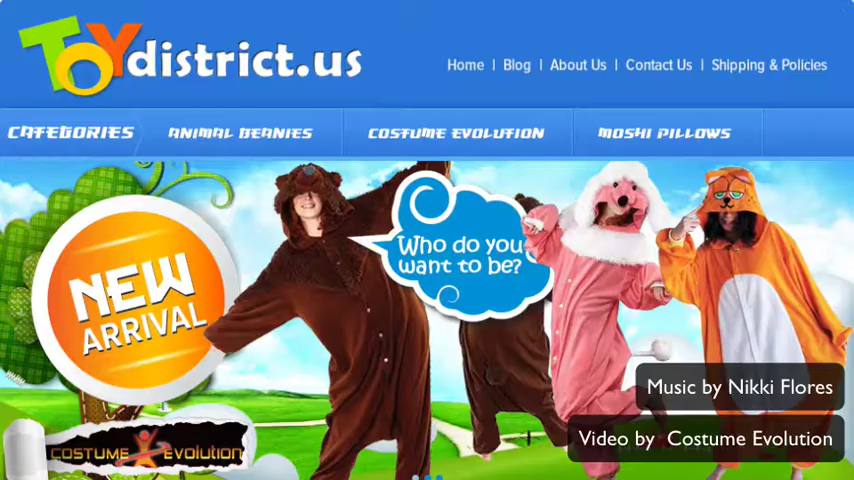 TOYdistrict.us
Home | Blog | About Us | Contact Us | Shipping & Policies
CATEGORIES ANIMAL BEANIES COSTUME EVOLUTION MOSHI PILLOWS
Who do you
want to be?
NEW
ARRIVAL
Music by Nikki Flores
Video by Costume Evolution
COSTUME EVOLUTION